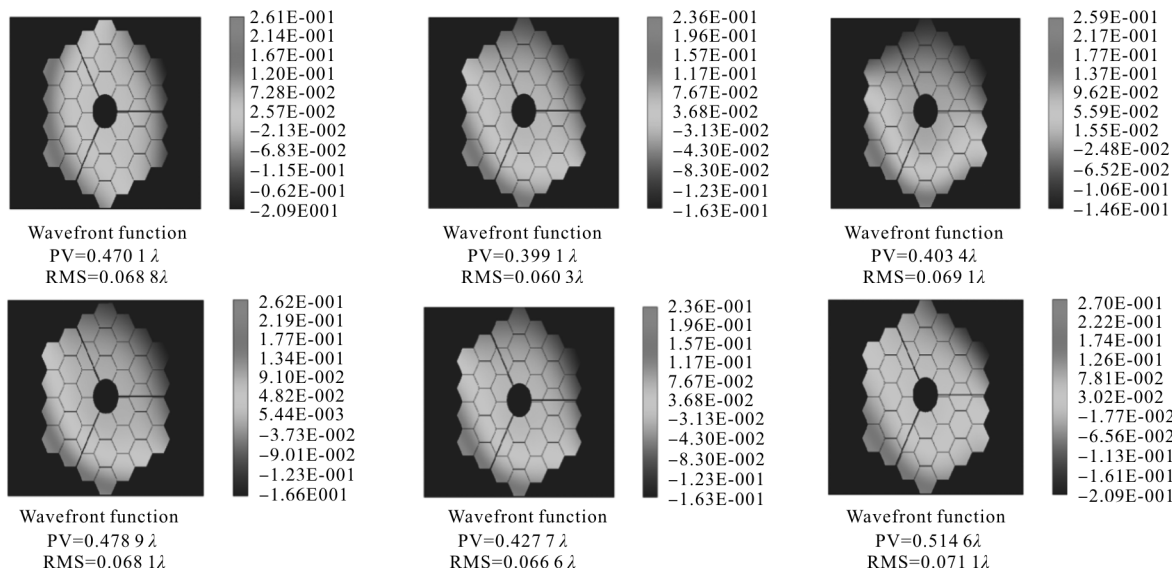 2.61E-001
2.14E-001
1.67E-001
1.20E-001
7.28E-002
2.57E-002
−2.13E-002
−6.83E-002
−1.15E-001
−0.62E-001
−2.09E001
Wavefront function
PV=0.470 1 λ
RMS=0.068 8λ
2.36E-001
1.96E-001
1.57E-001
1.17E-001
7.67E-002
3.68E-002
−3.13E-002
−4.30E-002
−8.30E-002
−1.23E-001
−1.63E-001
Wavefront function
PV=0.399 1 λ
RMS=0.060 3λ
2.59E-001
2.17E-001
1.77E-001
1.37E-001
9.62E-002
5.59E-002
1.55E-002
−2.48E-002
−6.52E-002
−1.06E-001
−1.46E-001
Wavefront function
PV=0.403 4λ
RMS=0.069 1λ
2.62E-001
2.19E-001
1.77E-001
1.34E-001
9.10E-002
4.82E-002
5.44E-003
−3.73E-002
−9.01E-002
−1.23E-001
−1.66E001
Wavefront function
PV=0.478 9 λ
RMS=0.068 1λ
2.36E-001
1.96E-001
1.57E-001
1.17E-001
7.67E-002
3.68E-002
−3.13E-002
−4.30E-002
−8.30E-002
−1.23E-001
−1.63E-001
Wavefront function
PV=0.427 7 λ
RMS=0.066 6 λ
2.70E-001
2.22E-001
1.74E-001
1.26E-001
7.81E-002
3.02E-002
−1.77E-002
−6.56E-002
−1.13E-001
−1.61E-001
−2.09E-001
Wavefront function
PV=0.514 6λ
RMS=0.071 1λ